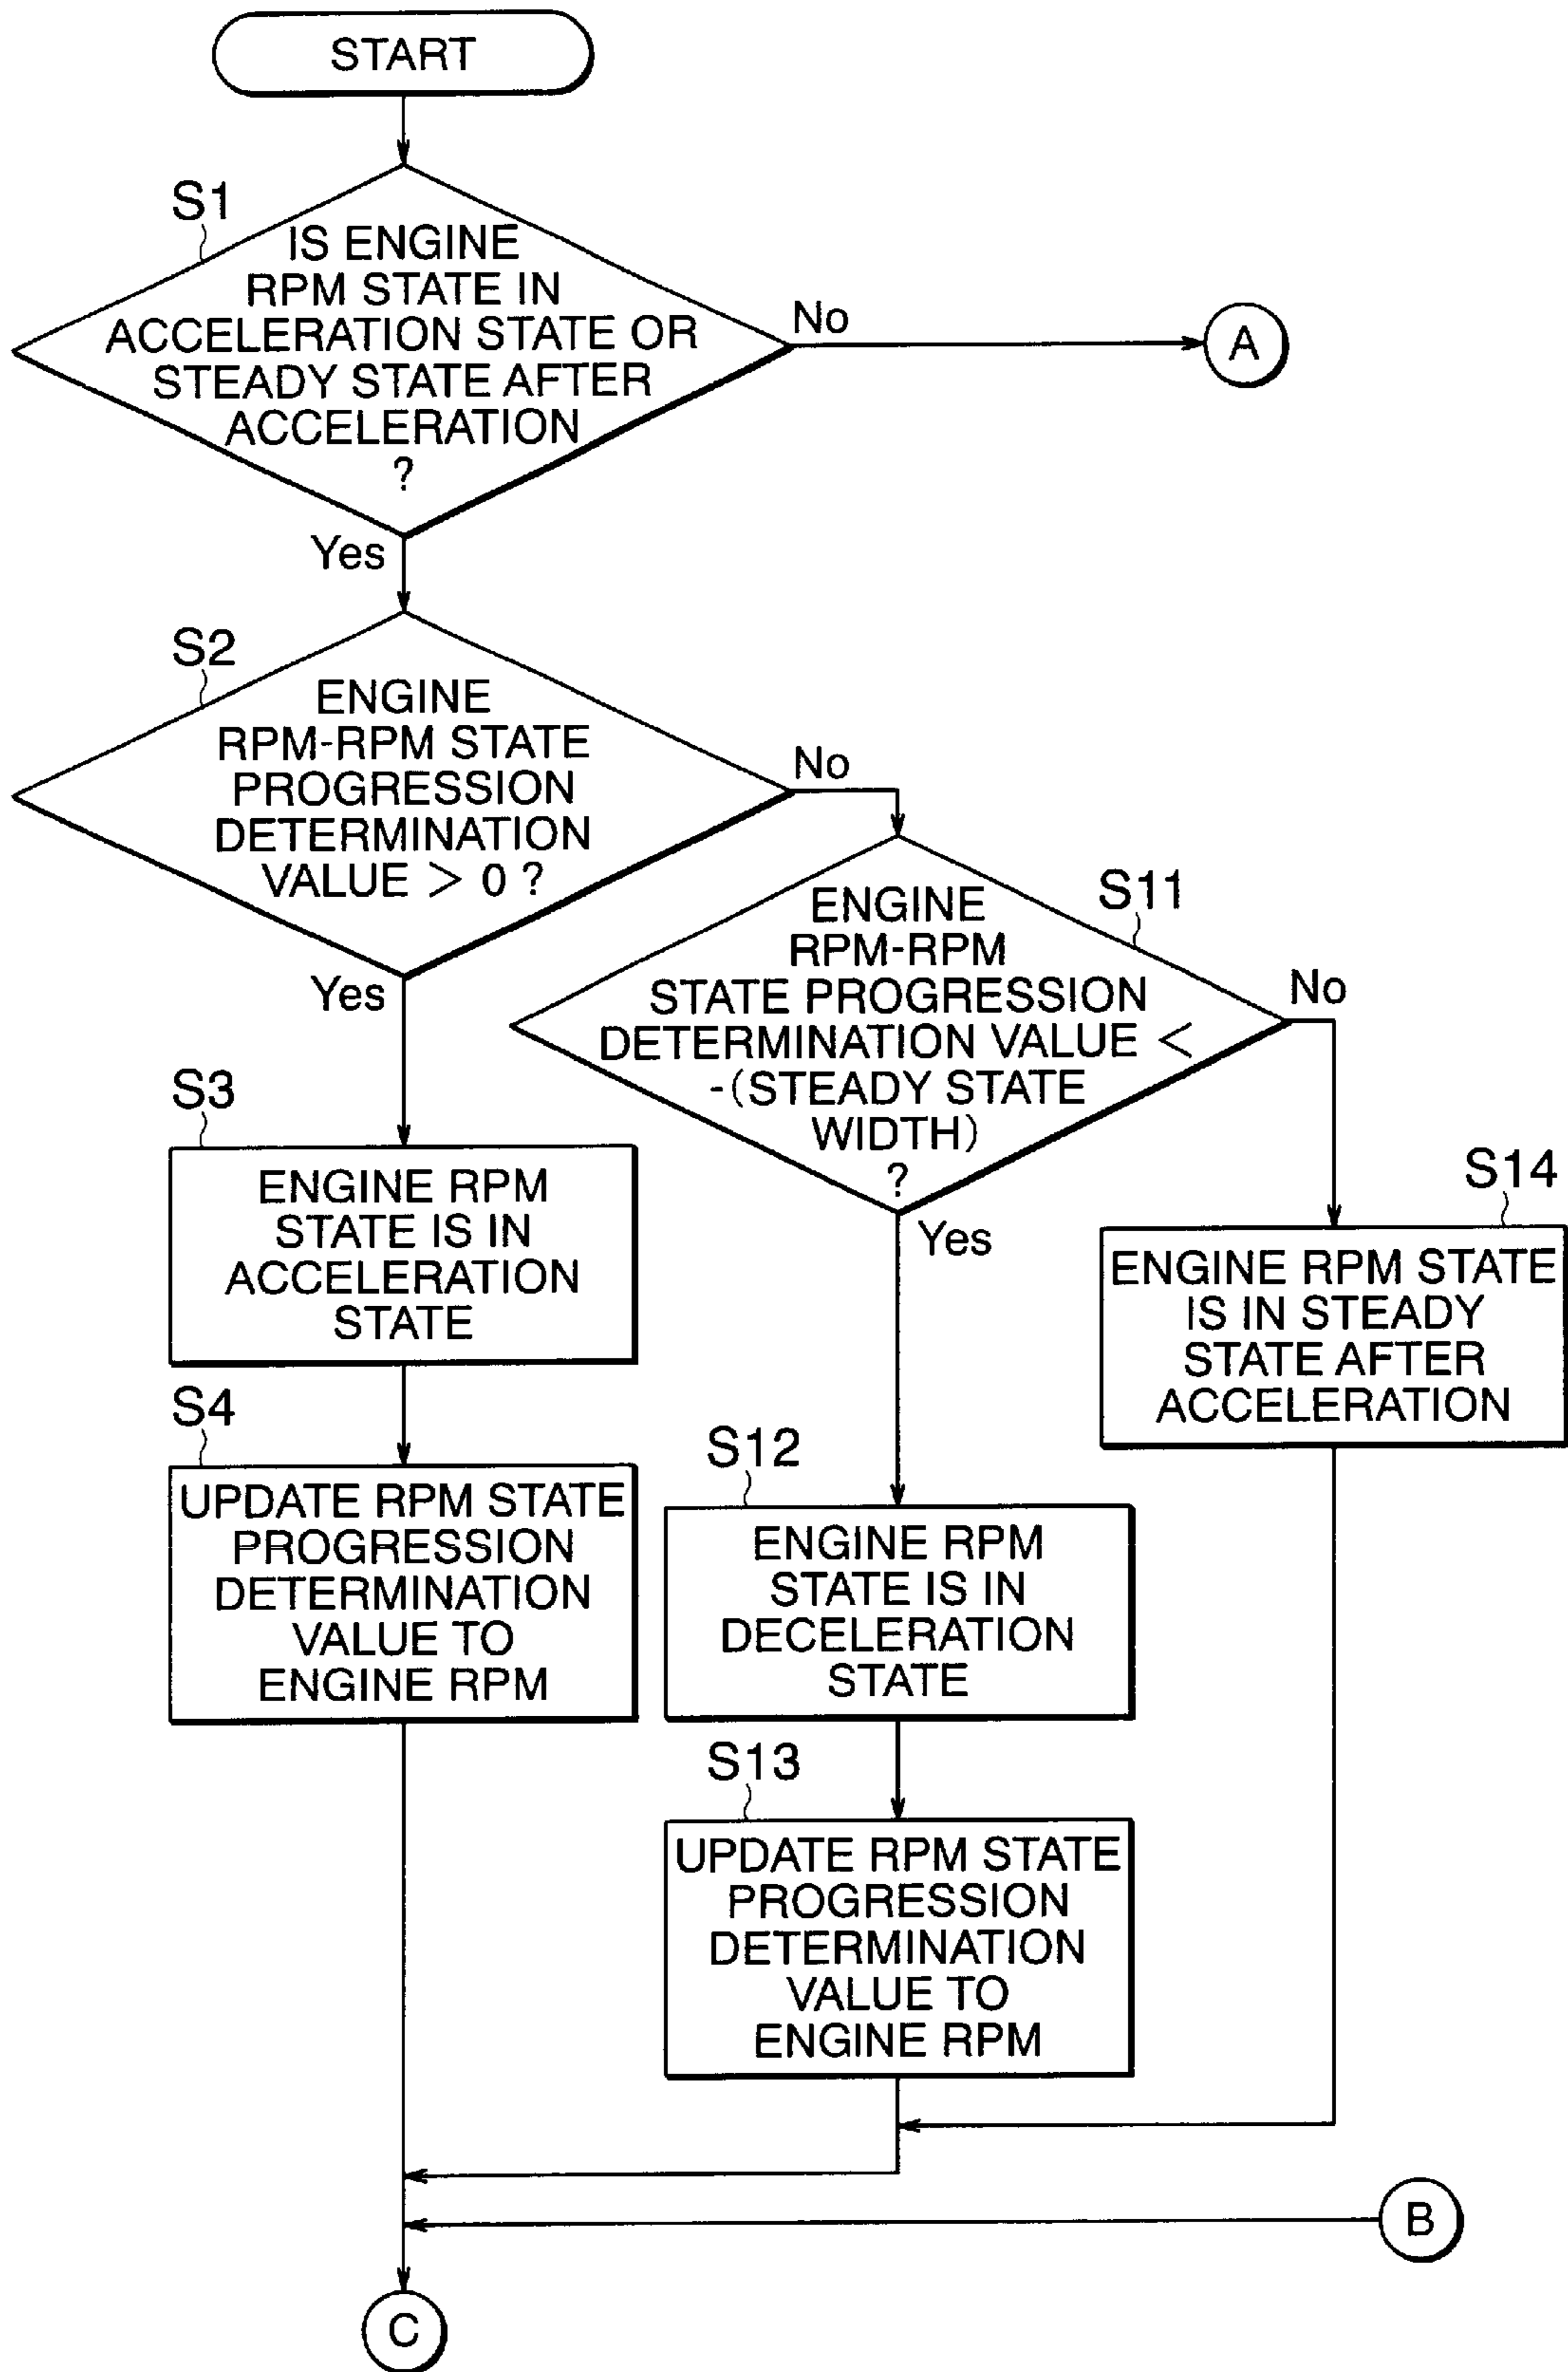 START
S1
IS ENGINE
RPM STATE IN
ACCELERATION STATE OR
STEADY STATE AFTER
ACCELERATION
?
No
A
Yes
S2
ENGINE
RPM-RPM STATE
PROGRESSION
DETERMINATION
VALUE > 0 ?
No
Yes
S11
ENGINE
RPM-RPM
STATE PROGRESSION
DETERMINATION VALUE <
-(STEADY STATE
WIDTH)
?
No
Yes
S3
ENGINE RPM
STATE IS IN
ACCELERATION
STATE
S14
ENGINE RPM STATE
IS IN STEADY
STATE AFTER
ACCELERATION
S4
UPDATE RPM STATE
PROGRESSION
DETERMINATION
VALUE TO
ENGINE RPM
S12
ENGINE RPM
STATE IS IN
DECELERATION
STATE
S13
UPDATE RPM STATE
PROGRESSION
DETERMINATION
VALUE TO
ENGINE RPM
B
C